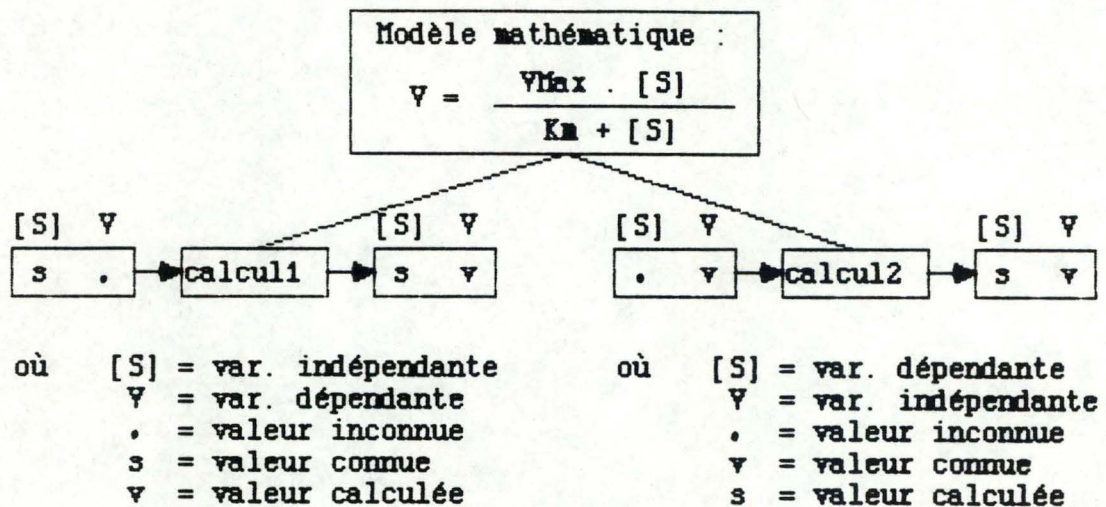 Modèle mathématique :
V = VMax . [S]
Km + [S]
[S] V [S] V [S] V [S] V
s . calcul1 s v . v calcul2 s v
où [S] = var. indépendante
V = var. dépendante
. = valeur inconnue
s = valeur connue
v = valeur calculée
où [S] = var. dépendante
V = var. indépendante
. = valeur inconnue
v = valeur connue
s = valeur calculée